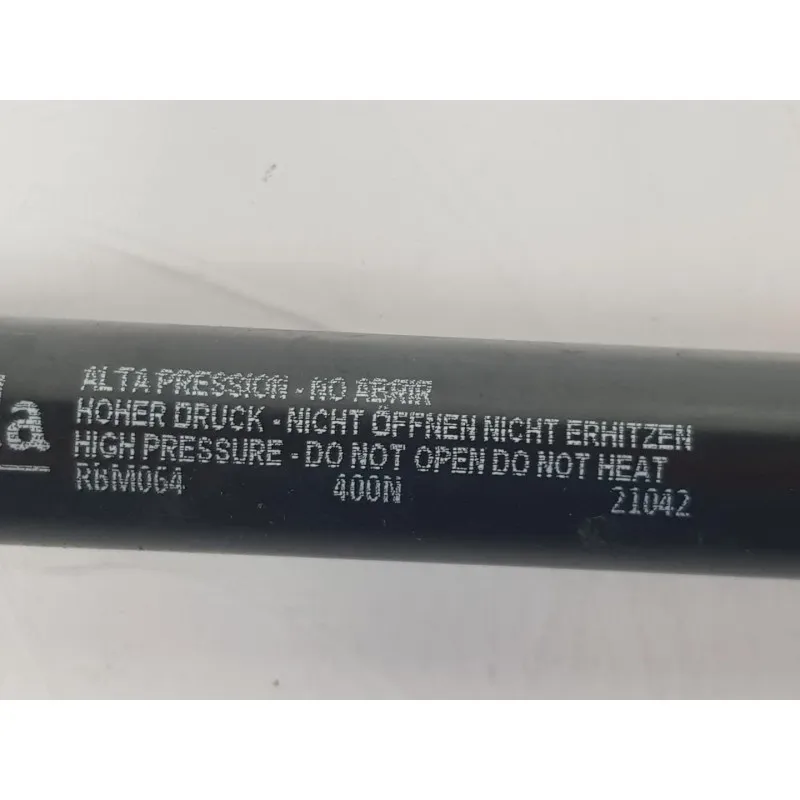 la
ALTA PRESSION - NO ABRIR
HOHER DRUCK - NICHT ÖFFNEN NICHT ERHITZEN
HIGH PRESSURE - DO NOT OPEN DO NOT HEAT
RBM064 400N 21042